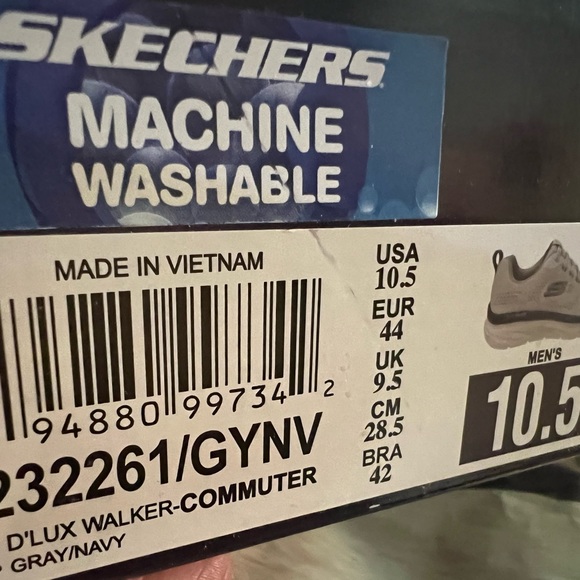 SKECHERS
MACHINE
WASHABLE
MADE IN VIETNAM
94880 99734 2
232261/GYNV
D'LUX WALKER-COMMUTER
GRAY/NAVY
USA
10.5
EUR
44
UK
9.5
CM
28.5
BRA
42
MEN'S
10.5